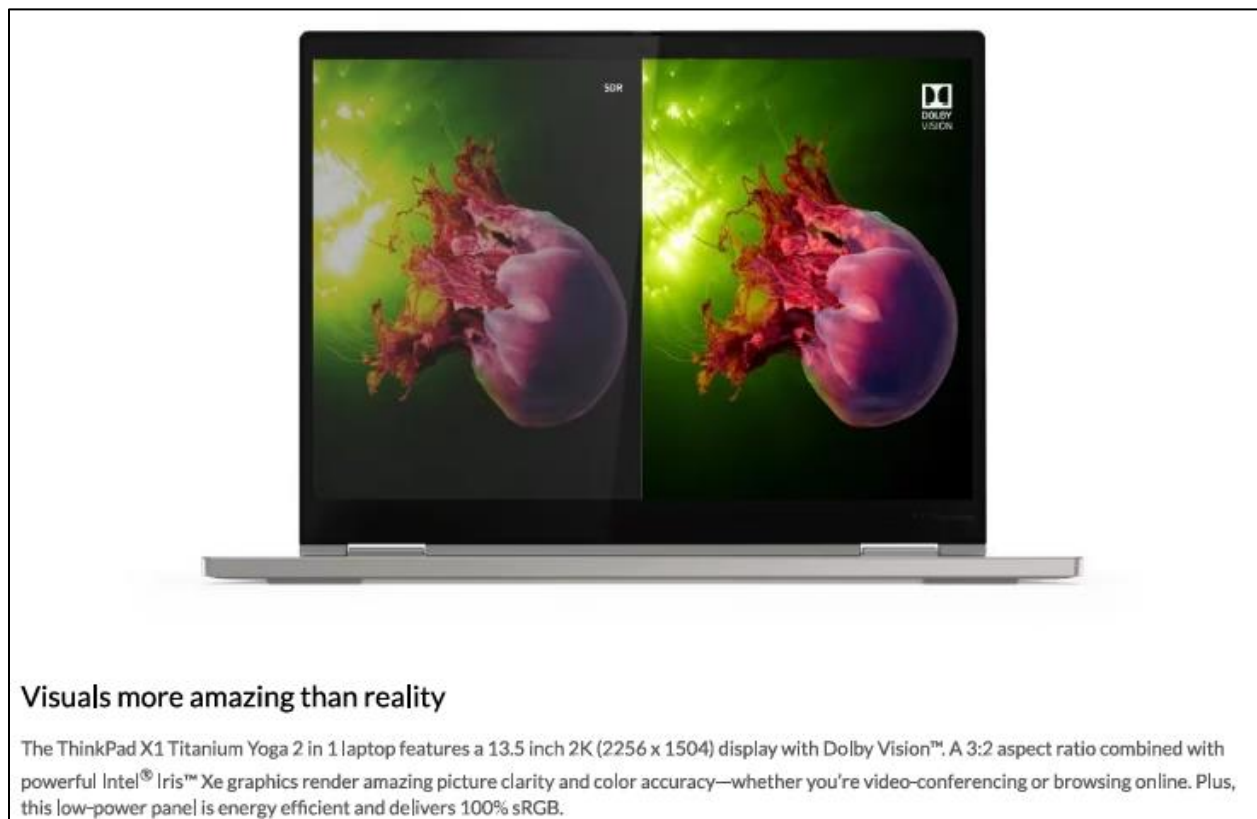 SDR
DOLBY
VISION
Visuals more amazing than reality
The ThinkPad X1 Titanium Yoga 2 in 1 laptop features a 13.5 inch 2K (2256 x 1504) display with Dolby Vision™. A 3:2 aspect ratio combined with
powerful Intel® Iris™ Xe graphics render amazing picture clarity and color accuracy—whether you're video-conferencing or browsing online. Plus,
this low-power panel is energy efficient and delivers 100% sRGB.